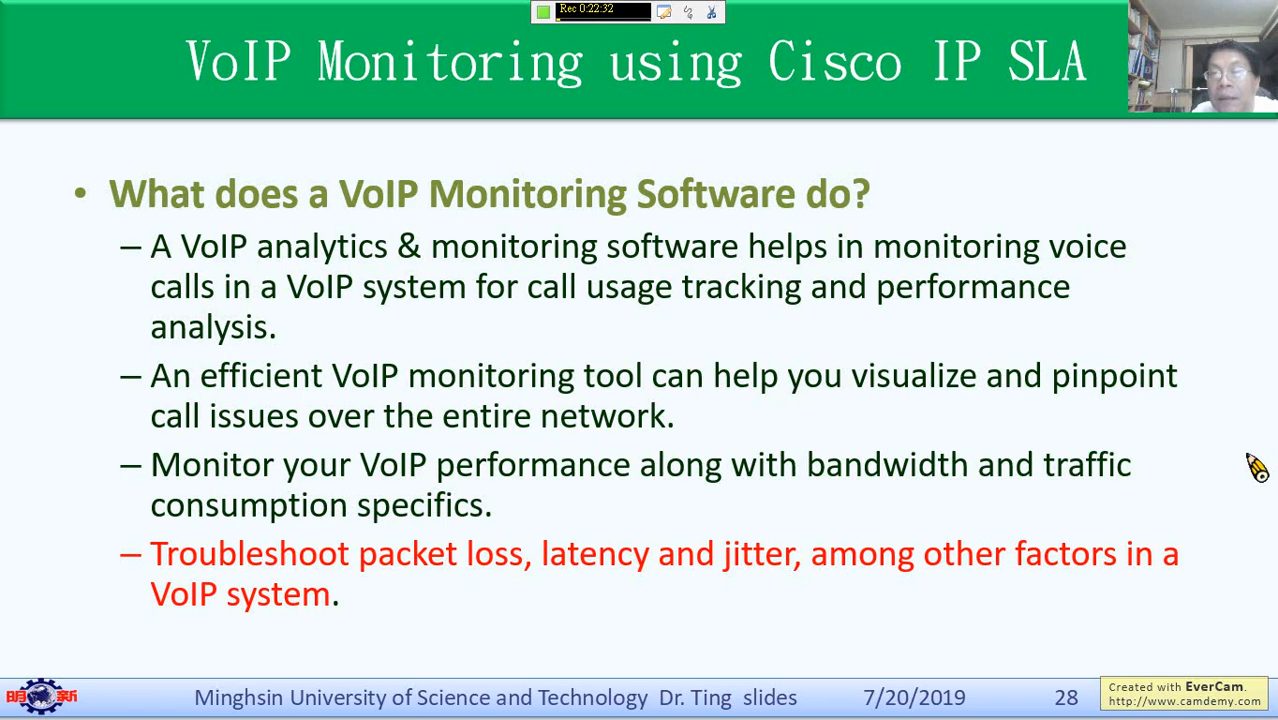 Rec 0:22:32
VoIP Monitoring using Cisco IP SLA
• What does a VoIP Monitoring Software do?
– A VoIP analytics & monitoring software helps in monitoring voice
calls in a VoIP system for call usage tracking and performance
analysis.
– An efficient VoIP monitoring tool can help you visualize and pinpoint
call issues over the entire network.
– Monitor your VoIP performance along with bandwidth and traffic
consumption specifics.
– Troubleshoot packet loss, latency and jitter, among other factors in a
VoIP system.
明 新
Minghsin University of Science and Technology Dr. Ting slides 7/20/2019 28
Created with EverCam.
http://www.camdemy.com